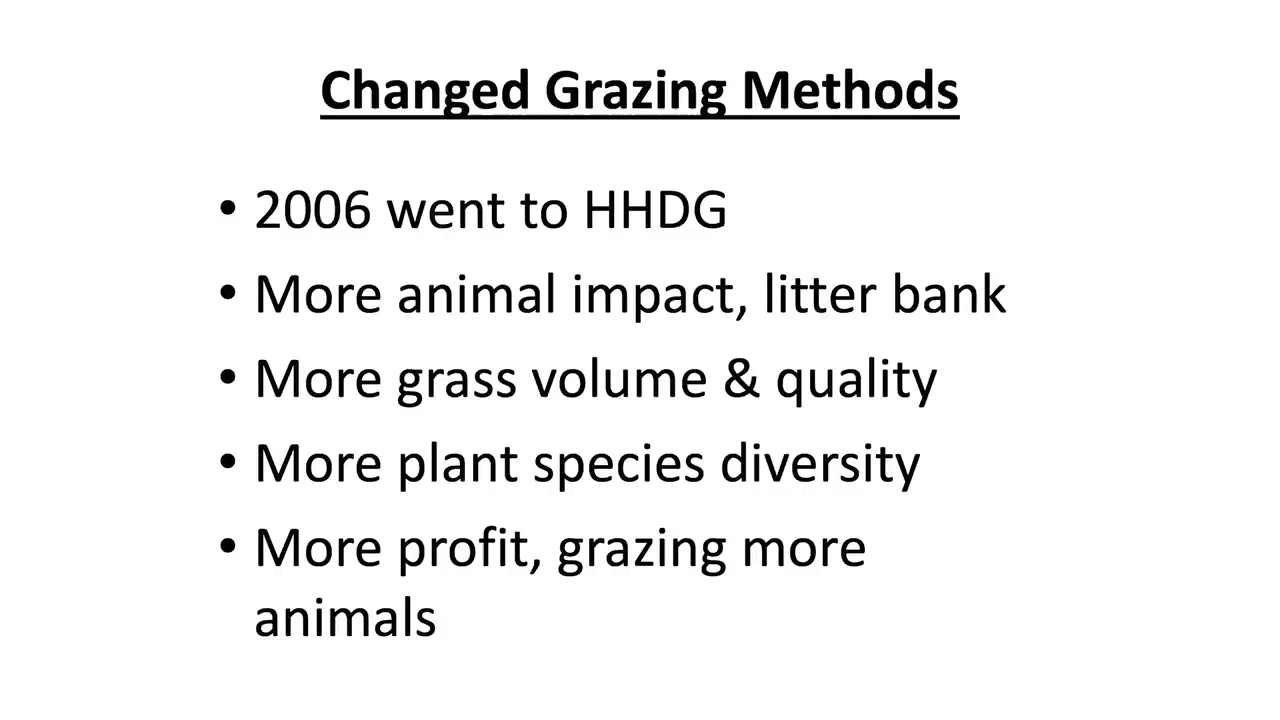 Changed Grazing Methods
• 2006 went to HHDG
• More animal impact, litter bank
• More grass volume & quality
• More plant species diversity
• More profit, grazing more
animals